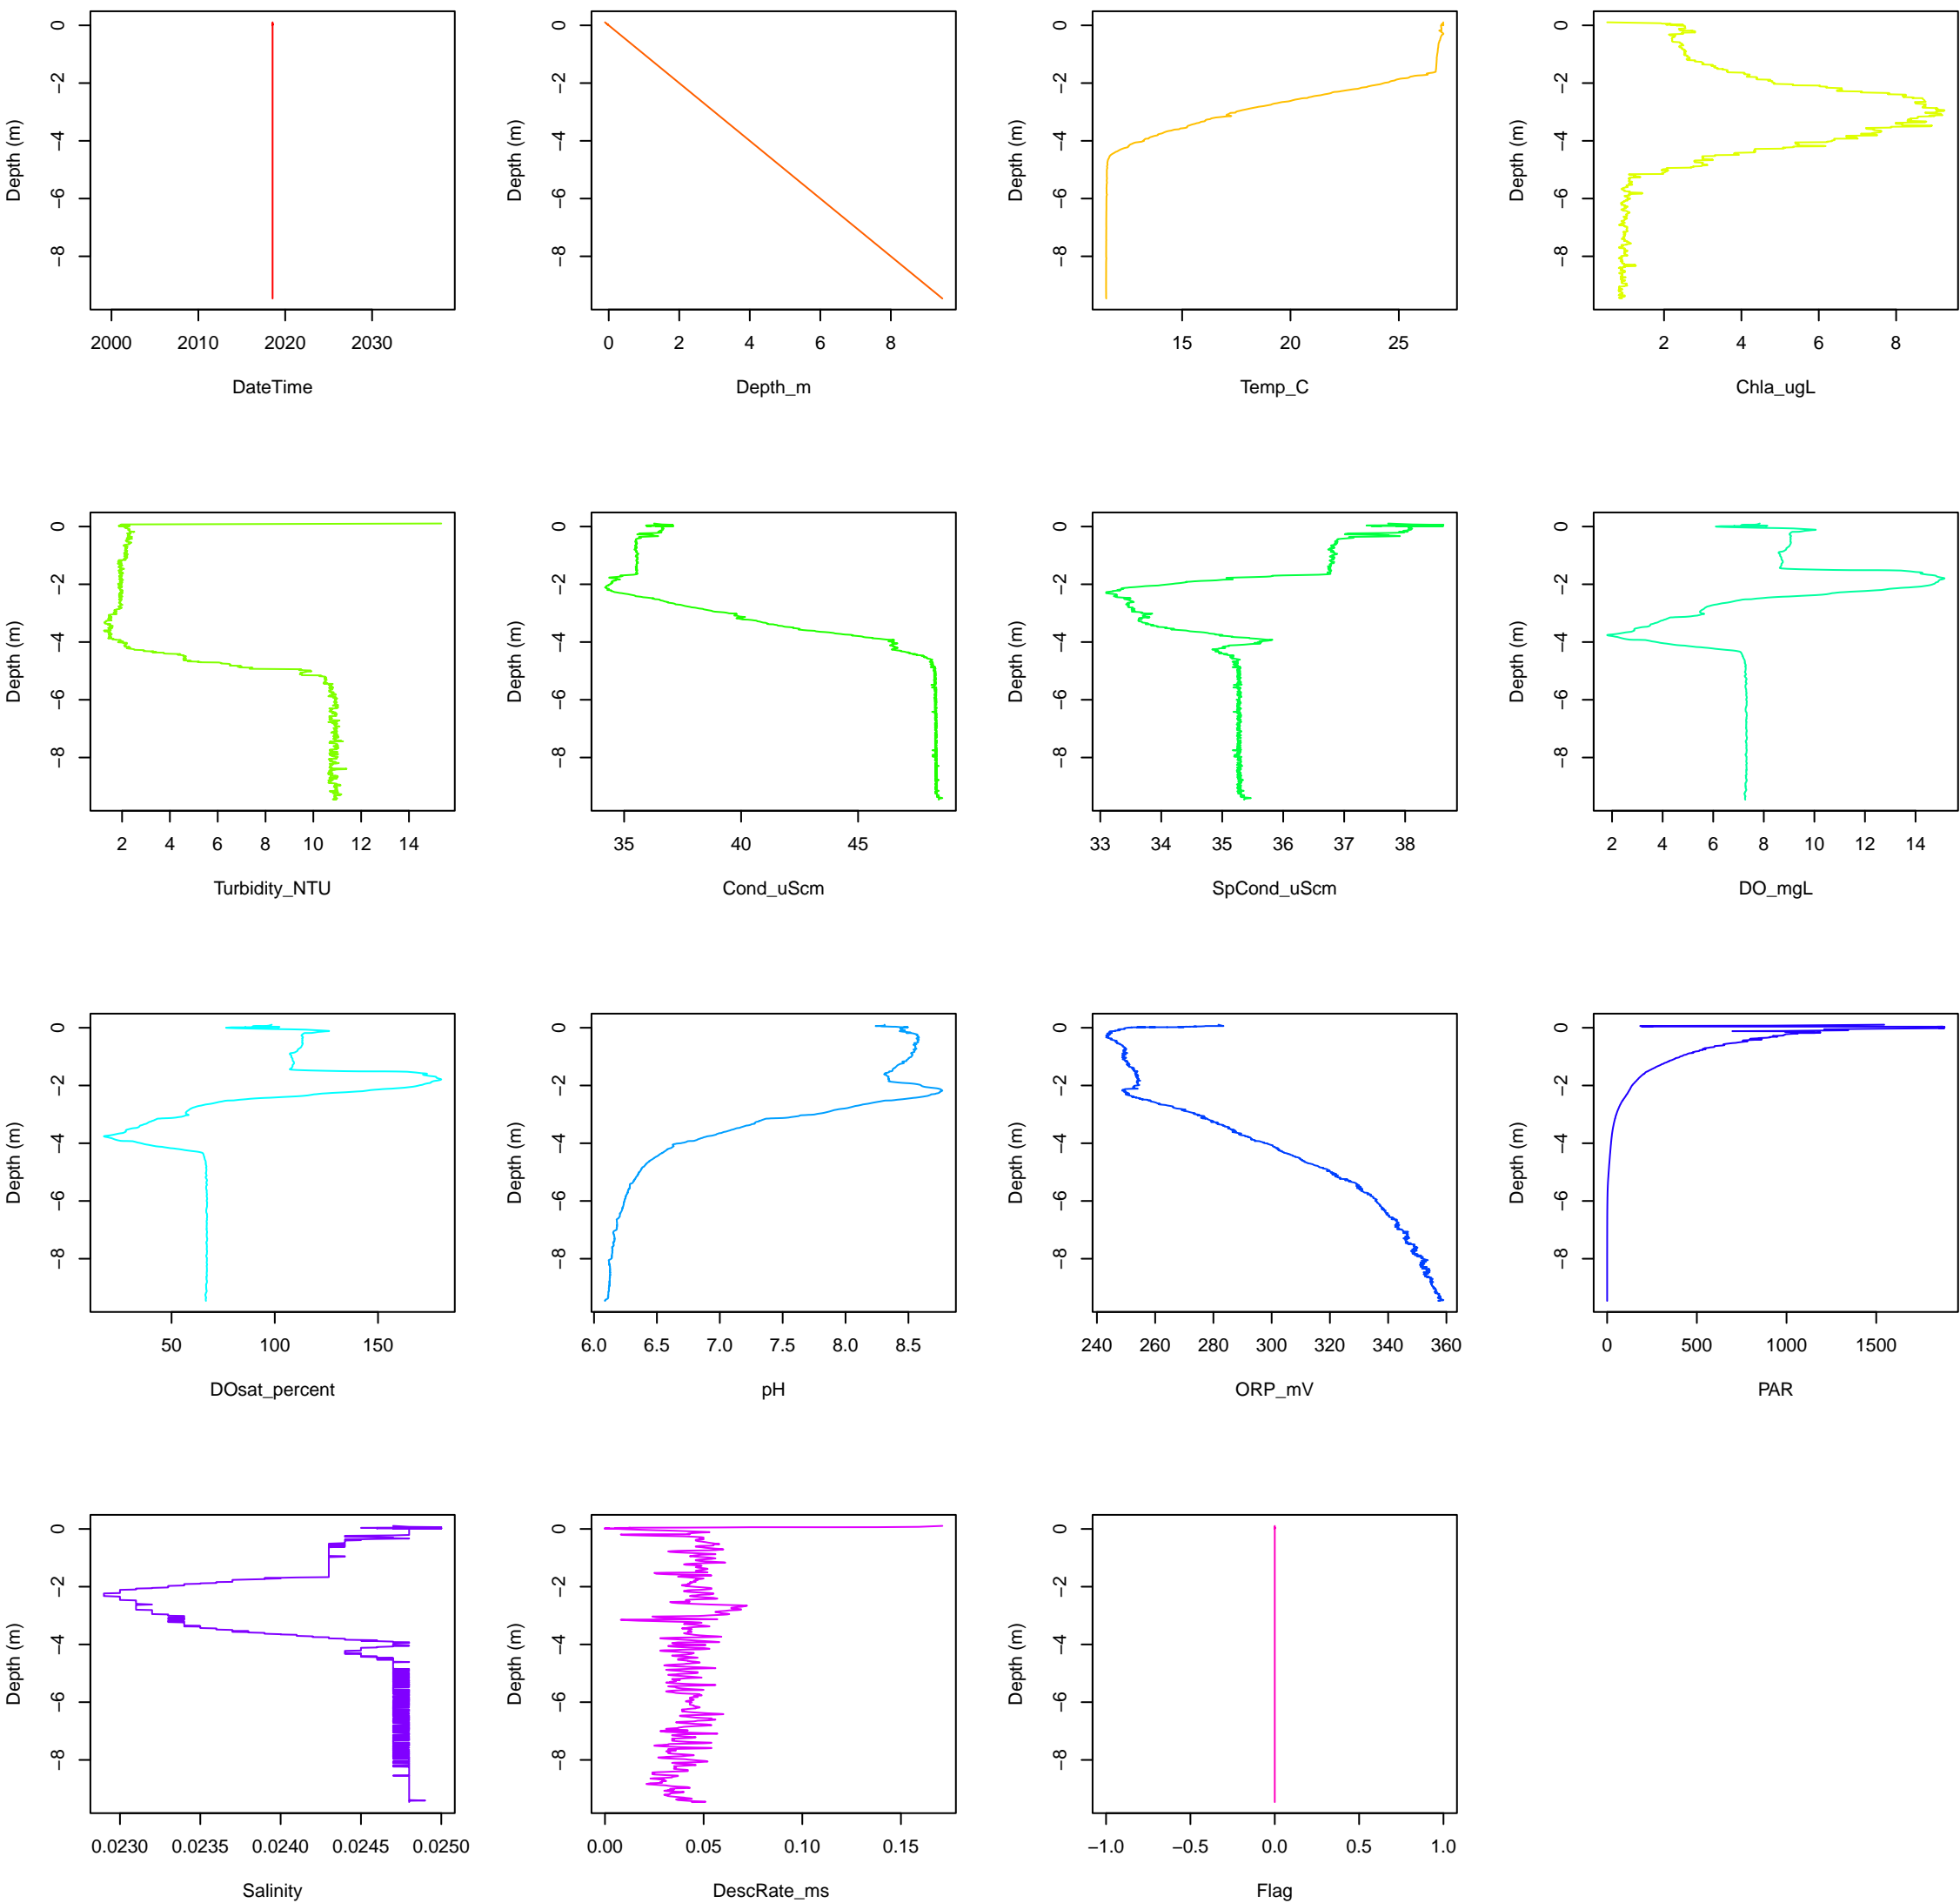 0 0 0 0
−2 −2 −2 −2
−4 −4 −4 −4
−6 −6 −6 −6
−8 −8 −8 −8
Depth (m) Depth (m) Depth (m) Depth (m)
2000 2010 2020 2030 0 2 4 6 8 15 20 25 2 4 6 8
DateTime Depth_m Temp_C Chla_ugL
0 0 0 0
−2 −2 −2 −2
−4 −4 −4 −4
−6 −6 −6 −6
−8 −8 −8 −8
Depth (m) Depth (m) Depth (m) Depth (m)
2 4 6 8 10 12 14 35 40 45 33 34 35 36 37 38 2 4 6 8 10 12 14
Turbidity_NTU Cond_uScm SpCond_uScm DO_mgL
0 0 0 0
−2 −2 −2 −2
−4 −4 −4 −4
−6 −6 −6 −6
−8 −8 −8 −8
Depth (m) Depth (m) Depth (m) Depth (m)
50 100 150 6.0 6.5 7.0 7.5 8.0 8.5 240 260 280 300 320 340 360 0 500 1000 1500
DOsat_percent pH ORP_mV PAR
0 0 0
−2 −2 −2
−4 −4 −4
−6 −6 −6
−8 −8 −8
Depth (m) Depth (m) Depth (m)
0.0230 0.0235 0.0240 0.0245 0.0250 0.00 0.05 0.10 0.15 −1.0 −0.5 0.0 0.5 1.0
Salinity DescRate_ms Flag